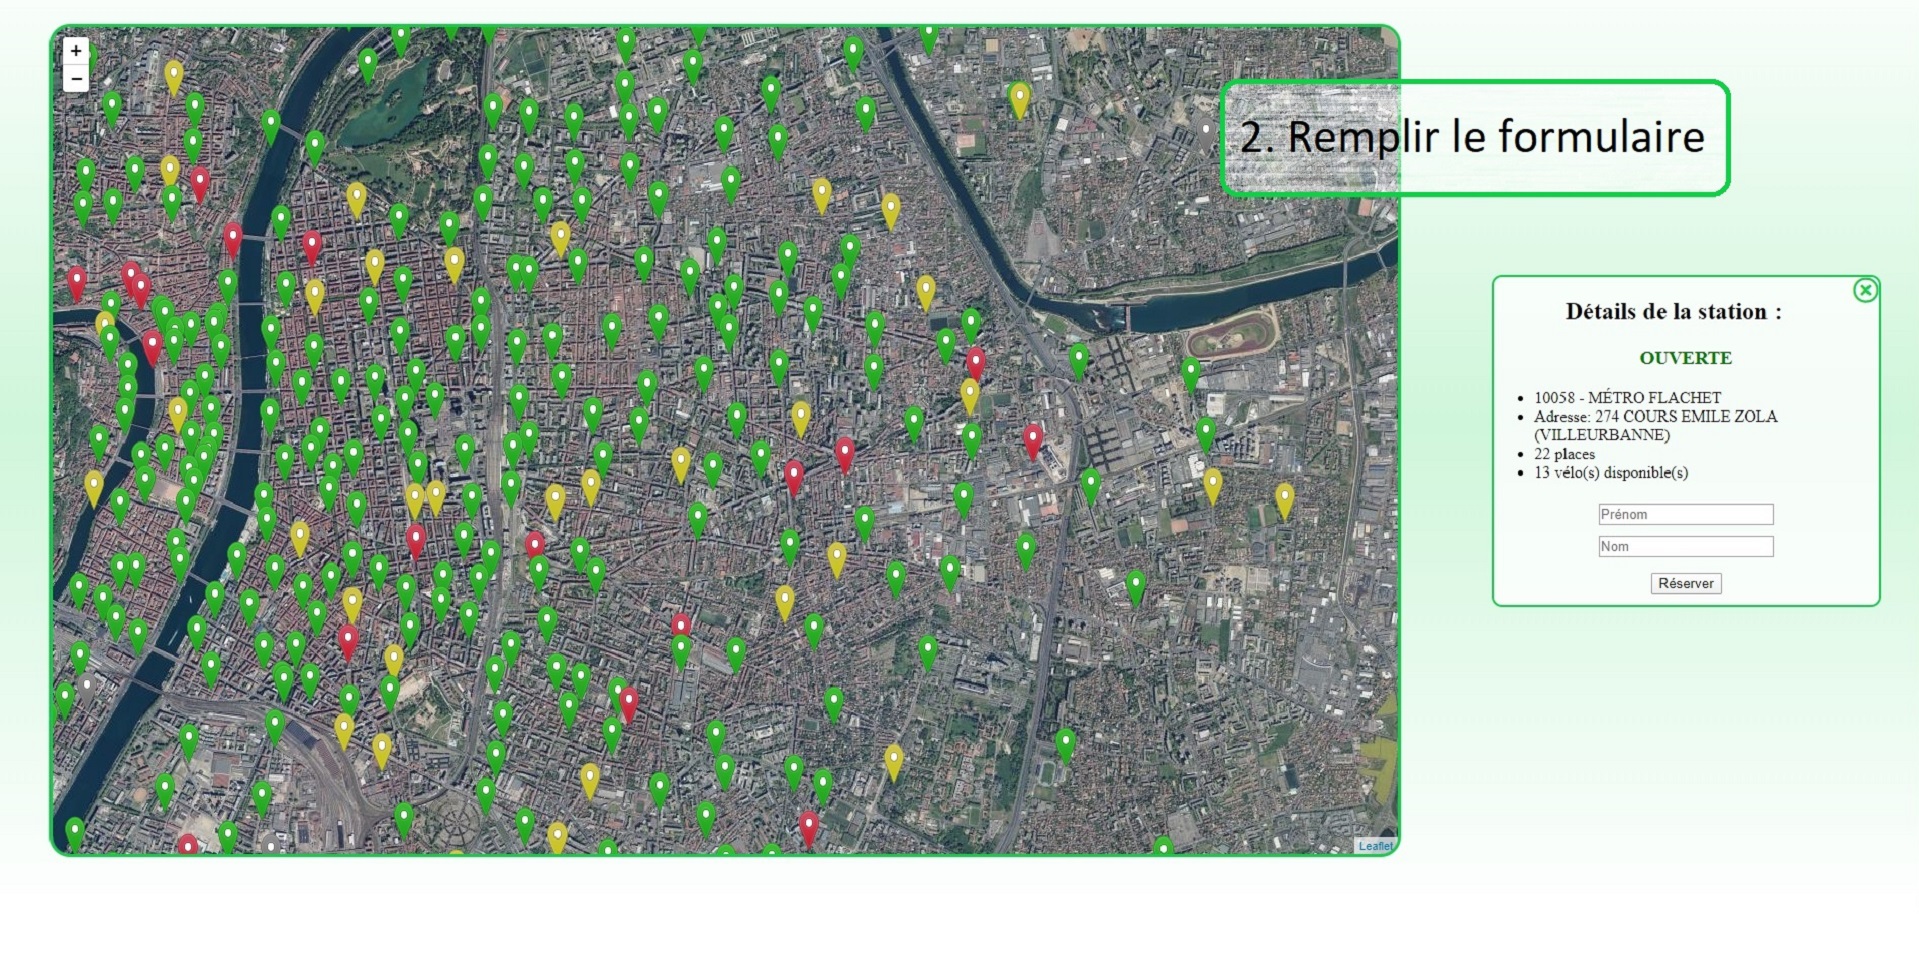 +
−
2. Remplir le formulaire
Détails de la station :
OUVERTE
• 10058 - MÉTRO FLACHET
• Adresse: 274 COURS EMILE ZOLA
(VILLEURBANNE)
• 22 places
• 13 vélo(s) disponible(s)
Prénom
Nom
Réserver
Leaflet